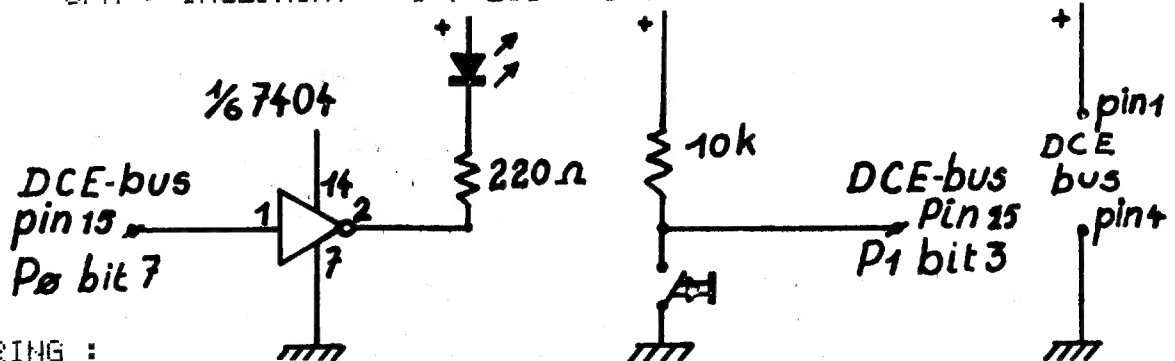 +
+
+
1/6 7404
pin1
10k
DCE
bus
220Ω
14
DCE-bus
1
2
DCE-bus
pin 15
Pin 25
pin4
7
PØ bit 7
P1 bit 3
RING :